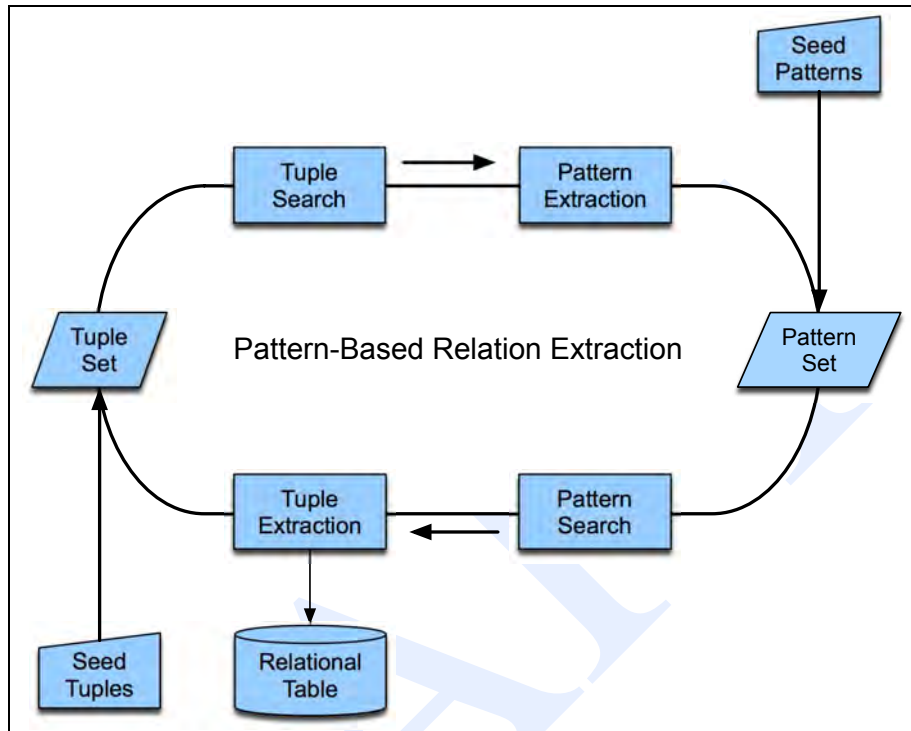 Seed
Patterns
Tuple
Search
Pattern
Extraction
Tuple
Set
Pattern-Based Relation Extraction
Pattern
Set
Tuple
Extraction
Pattern
Search
Seed
Tuples
Relational
Table